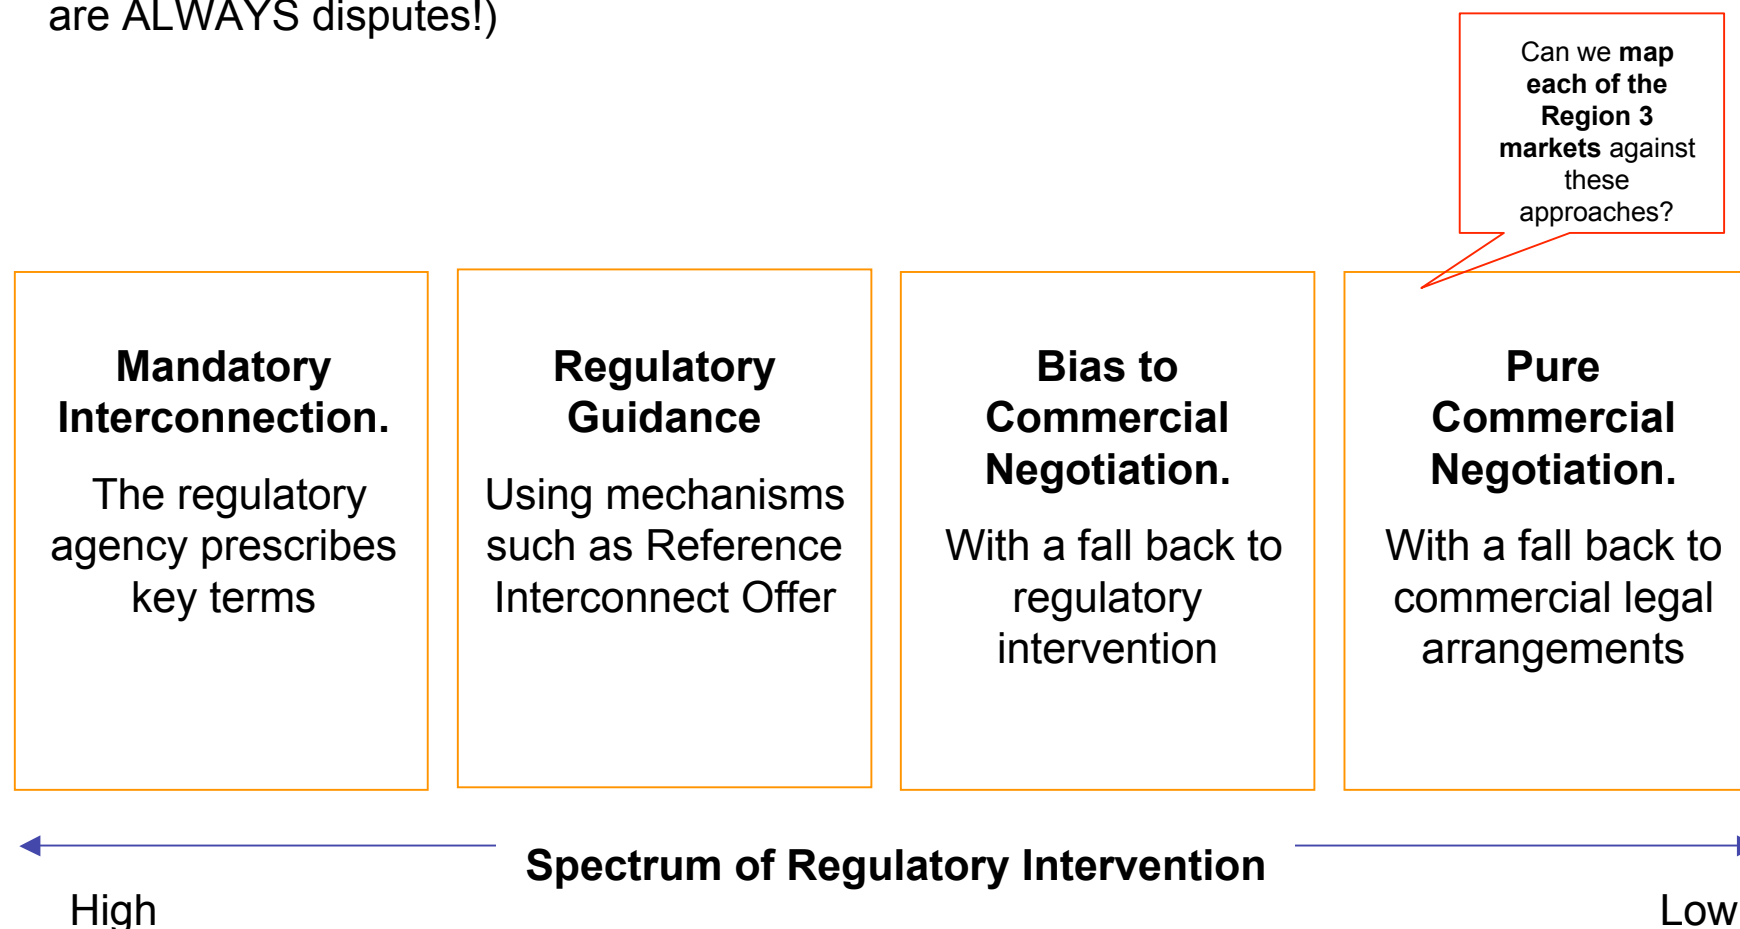 are ALWAYS disputes!)
Can we map
each of the
Region 3
markets against
these
approaches?
Mandatory
Interconnection.
The regulatory
agency prescribes
key terms
Regulatory
Guidance
Using mechanisms
such as Reference
Interconnect Offer
Bias to
Commercial
Negotiation.
With a fall back to
regulatory
intervention
Pure
Commercial
Negotiation.
With a fall back to
commercial legal
arrangements
Spectrum of Regulatory Intervention
High
Low